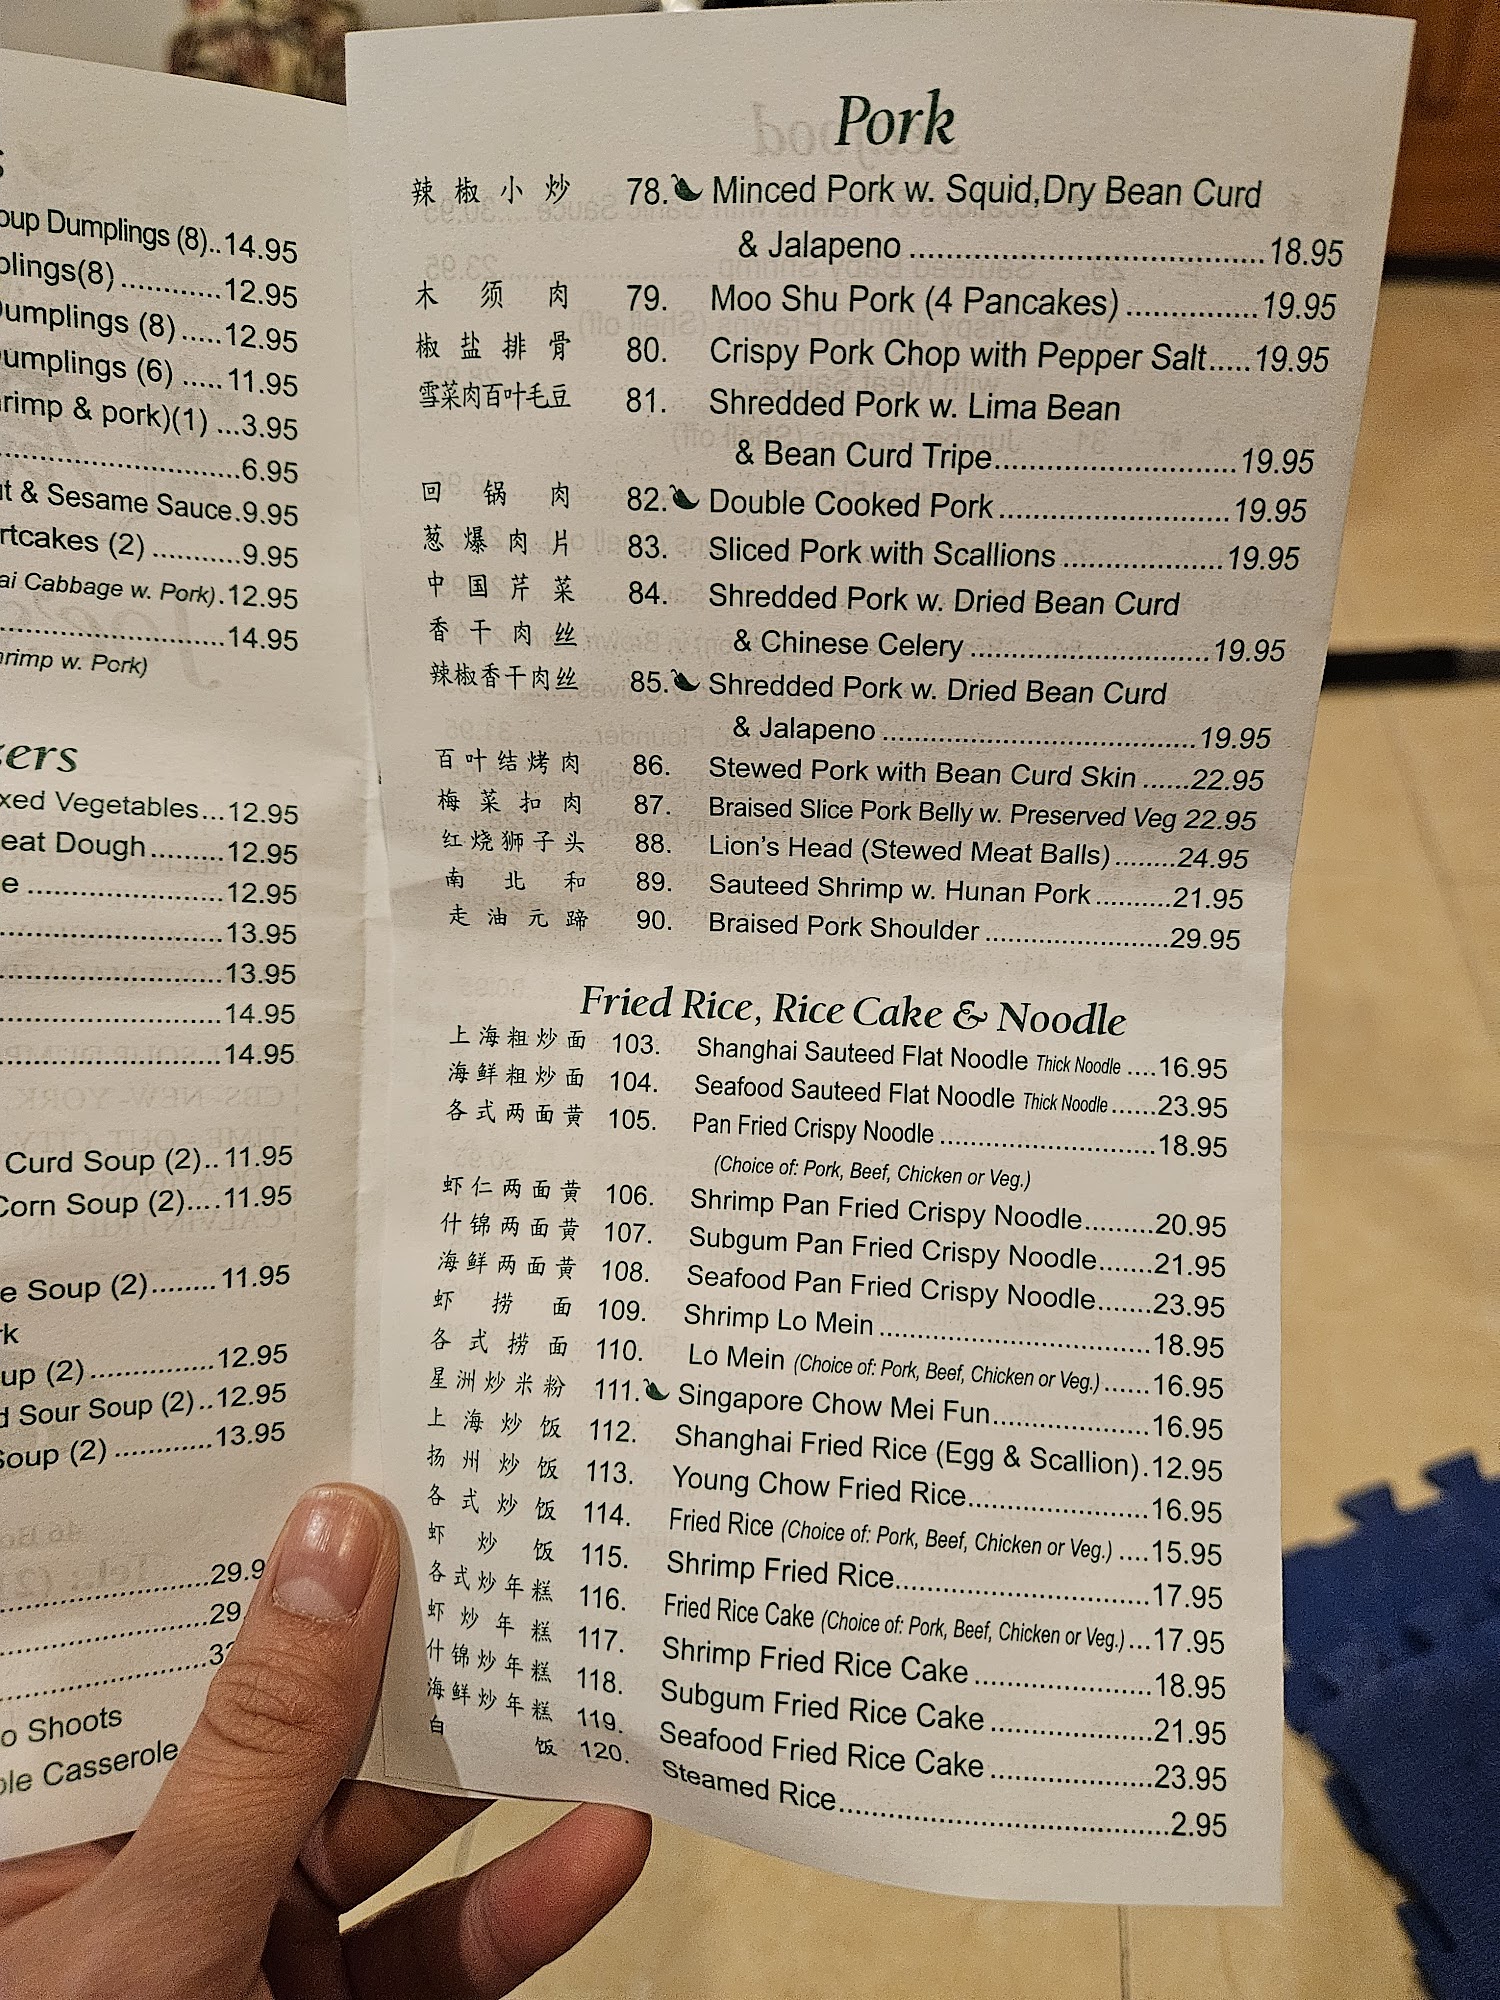 oup Dumplings (8)..14.95
plings(8)............12.95
Dumplings (8).....12.95
Dumplings (6) .....11.95
rimp & pork)(1) ...3.95
........................6.95
t & Sesame Sauce.9.95
rtcakes (2) ..........9.95
ai Cabbage w. Pork).12.95
........................14.95
hrimp w. Pork)
xed Vegetables...12.95
eat Dough.........12.95
e ......................12.95
........................13.95
........................13.95
........................14.95
........................14.95
Curd Soup (2)..11.95
Corn Soup (2)....11.95
e Soup (2)........11.95
rk
up (2)...............12.95
d Sour Soup (2)..12.95
Soup (2) ............13.95
o Shoots
ole Casserole
Pork
辣椒小炒 78. Minced Pork w. Squid,Dry Bean Curd
& Jalapeno ......................................18.95
木须肉 79. Moo Shu Pork (4 Pancakes) ...............19.95
椒盐排骨 80. Crispy Pork Chop with Pepper Salt.....19.95
雪菜肉百叶毛豆 81. Shredded Pork w. Lima Bean
& Bean Curd Tripe...........................19.95
回锅肉 82. Double Cooked Pork ..........................19.95
葱爆肉片 83. Sliced Pork with Scallions ..................19.95
中国芹菜 84. Shredded Pork w. Dried Bean Curd
香干肉丝 & Chinese Celery ...........................19.95
辣椒香干肉丝 85. Shredded Pork w. Dried Bean Curd
& Jalapeno ....................................19.95
百叶结烤肉 86. Stewed Pork with Bean Curd Skin ......22.95
梅菜扣肉 87. Braised Slice Pork Belly w. Preserved Veg 22.95
红烧狮子头 88. Lion's Head (Stewed Meat Balls) ........24.95
南北和 89. Sauteed Shrimp w. Hunan Pork ..........21.95
走油元蹄 90. Braised Pork Shoulder .......................29.95
Fried Rice, Rice Cake & Noodle
上海粗炒面 103. Shanghai Sauteed Flat Noodle Thick Noodle ....16.95
海鲜粗炒面 104. Seafood Sauteed Flat Noodle Thick Noodle ......23.95
各式两面黄 105. Pan Fried Crispy Noodle ............................18.95
(Choice of: Pork, Beef, Chicken or Veg.)
虾仁两面黄 106. Shrimp Pan Fried Crispy Noodle.........20.95
什锦两面黄 107. Subgum Pan Fried Crispy Noodle.......21.95
海鲜两面黄 108. Seafood Pan Fried Crispy Noodle.......23.95
虾捞面 109. Shrimp Lo Mein ...................................18.95
各式捞面 110. Lo Mein (Choice of: Pork, Beef, Chicken or Veg.) ......16.95
星洲炒米粉 111. Singapore Chow Mei Fun....................16.95
上海炒饭 112. Shanghai Fried Rice (Egg & Scallion).12.95
扬州炒饭 113. Young Chow Fried Rice.......................16.95
各式炒饭 114. Fried Rice (Choice of: Pork, Beef, Chicken or Veg.) ....15.95
虾炒饭 115. Shrimp Fried Rice.................................17.95
各式炒年糕 116. Fried Rice Cake (Choice of: Pork, Beef, Chicken or Veg.) ...17.95
虾炒年糕 117. Shrimp Fried Rice Cake .......................18.95
什锦炒年糕 118. Subgum Fried Rice Cake .....................21.95
海鲜炒年糕 119. Seafood Fried Rice Cake .....................23.95
白饭 120. Steamed Rice...........................................2.95